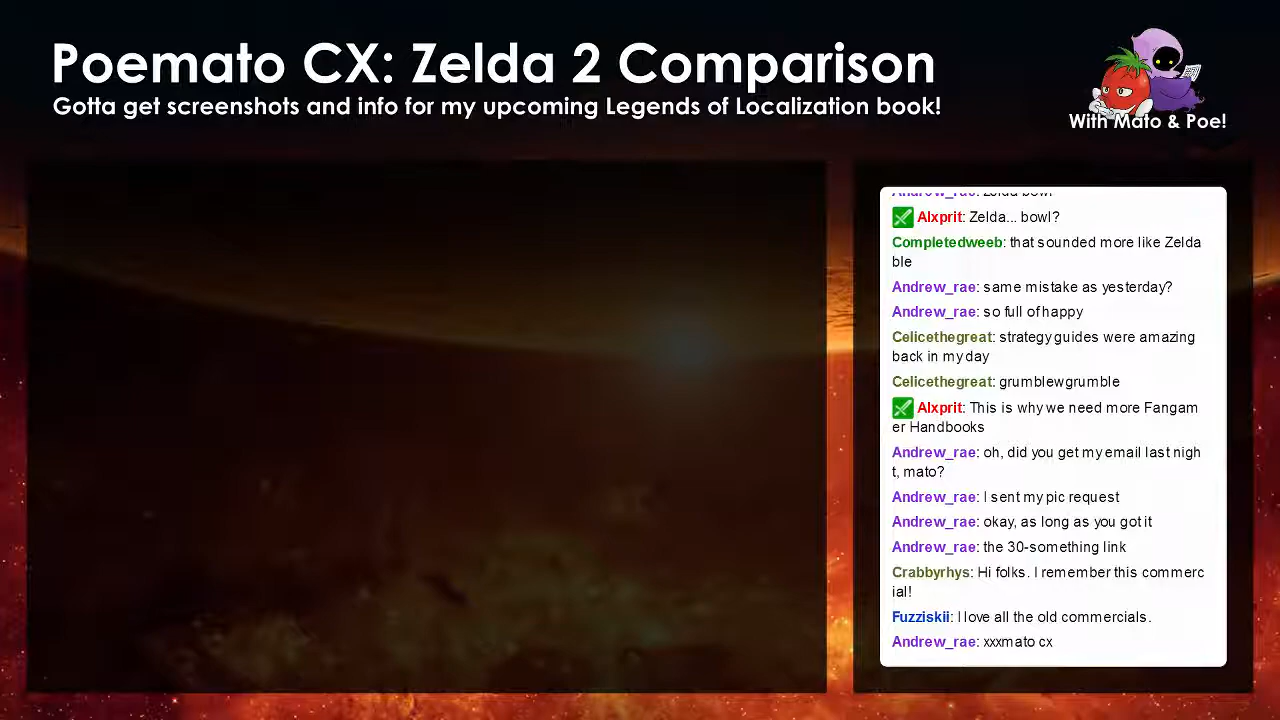 Poemato CX: Zelda 2 Comparison
Gotta get screenshots and info for my upcoming Legends of Localization book!
With Mato & Poe!
Andrew_rae: zelda bowl
Alxprit: Zelda... bowl?
Completedweeb: that sounded more like Zelda
ble
Andrew_rae: same mistake as yesterday?
Andrew_rae: so full of happy
Celicethegreat: strategy guides were amazing
back in my day
Celicethegreat: grumblewgrumble
Alxprit: This is why we need more Fangam
er Handbooks
Andrew_rae: oh, did you get my email last nigh
t, mato?
Andrew_rae: I sent my pic request
Andrew_rae: okay, as long as you got it
Andrew_rae: the 30-something link
Crabbyrhys: Hi folks. I remember this commerc
ial!
Fuzziskii: I love all the old commercials.
Andrew_rae: xxxmato cx